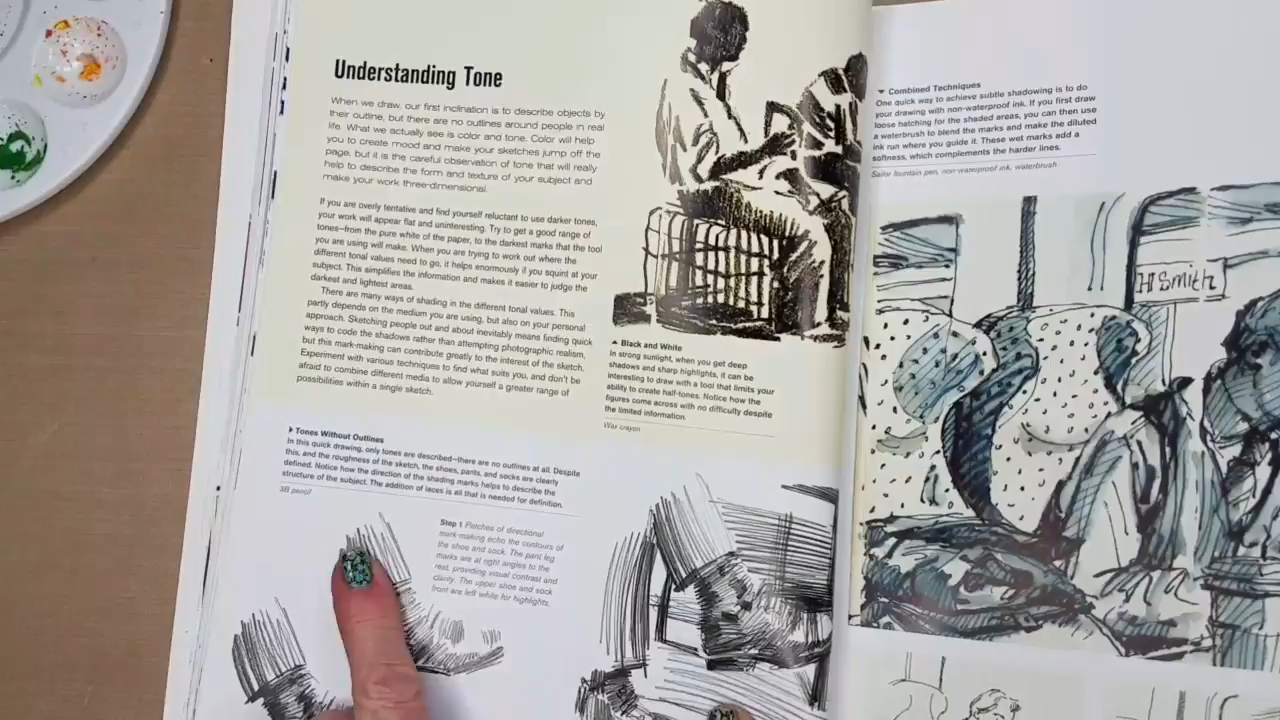 Understanding Tone
When we draw, our first inclination is to describe objects by
their outline, but there are no outlines around people in real
life. What we actually see is color and tone. Color will help
you to create mood and make your sketches jump off the
page, but it is the careful observation of tone that will really
help to describe the form and texture of your subject and
make your work three-dimensional.
If you are overly tentative and find yourself reluctant to use darker tones,
your work will appear flat and uninteresting. Try to get a good range of
tones–from the pure white of the paper, to the darkest marks that the tool
you are using will make. When you are trying to work out where the
different tonal values need to go, it helps enormously if you squint at your
subject. This simplifies the information and makes it easier to judge the
darkest and lightest areas.
There are many ways of shading in the different tonal values. This
partly depends on the medium you are using, but also on your personal
approach. Sketching people out and about inevitably means finding quick
ways to code the shadows rather than attempting photographic realism,
but this mark-making can contribute greatly to the interest of the sketch.
Experiment with various techniques to find what suits you, and don't be
afraid to combine different media to allow yourself a greater range of
possibilities within a single sketch.
Black and White
In strong sunlight, when you get deep
shadows and sharp highlights, it can be
interesting to draw with a tool that limits your
ability to create half-tones. Notice how the
figures come across with no difficulty despite
the limited information.
Wax crayon
Tones Without Outlines
In this quick drawing, only tones are described—there are no outlines at all. Despite
this, and the roughness of the sketch, the shoes, pants, and socks are clearly
defined. Notice how the direction of the shading marks helps to describe the
structure of the subject. The addition of laces is all that is needed for definition.
3B pencil
Step 1 Patches of directional
mark-making echo the contours of
the shoe and sock. The pant leg
marks are at right angles to the
rest, providing visual contrast and
clarity. The upper shoe and sock
front are left white for highlights.
Combined Techniques
One quick way to achieve subtle shadowing is to do
your drawing with non-waterproof ink. If you first draw
loose hatching for the shaded areas, you can then use
a waterbrush to blend the marks and make the diluted
ink run where you guide it. These wet marks add a
softness, which complements the harder lines.
Sailor fountain pen, non-waterproof ink, waterbrush
H Smith